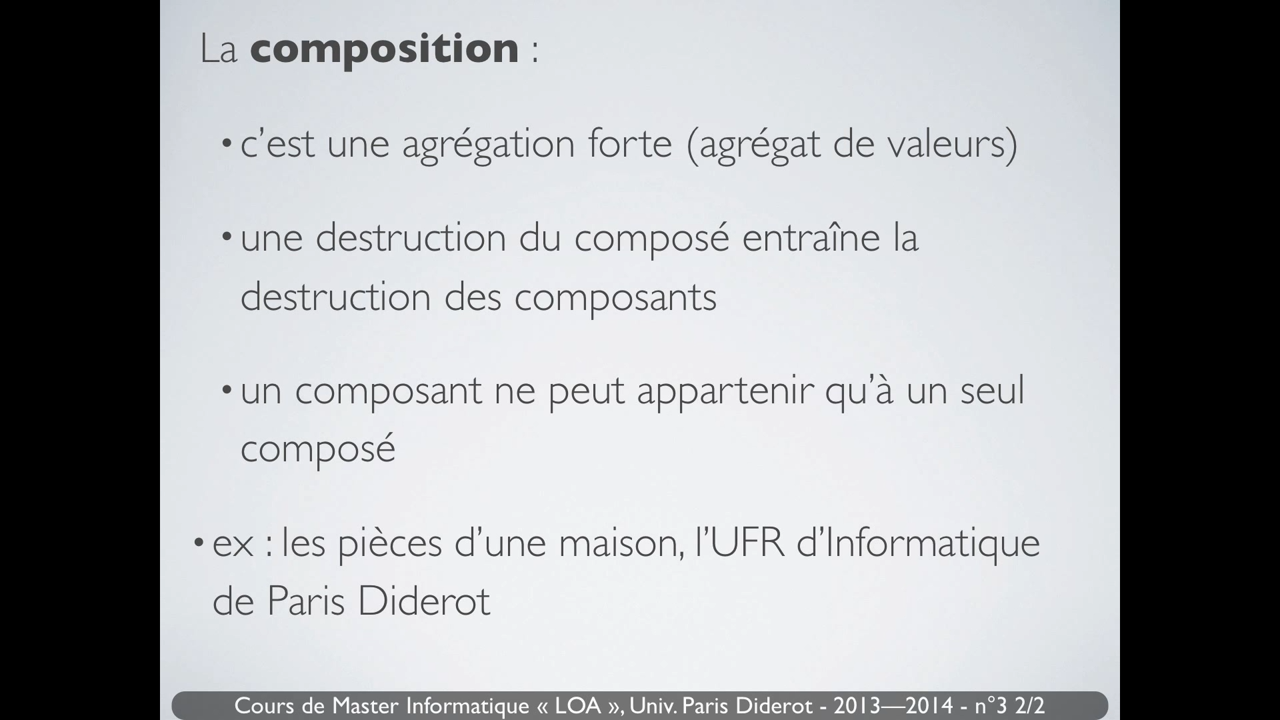 La composition :
• c’est une agrégation forte (agrégat de valeurs)
• une destruction du composé entraîne la
destruction des composants
• un composant ne peut appartenir qu’à un seul
composé
• ex : les pièces d’une maison, l’UFR d’Informatique
de Paris Diderot
Cours de Master Informatique « LOA », Univ. Paris Diderot - 2013—2014 - n°3 2/2